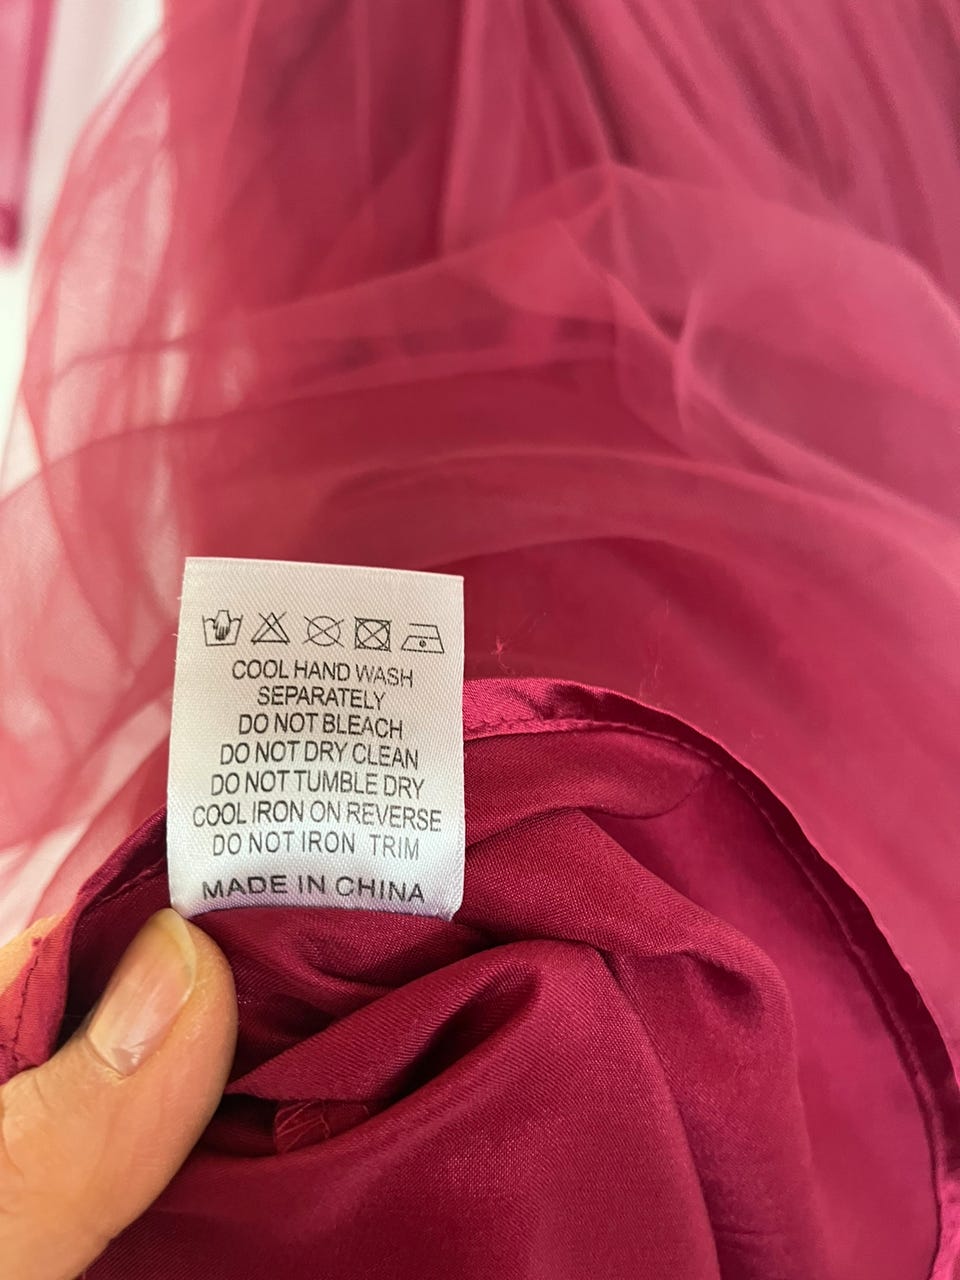 COOL HAND WASH
SEPARATELY
DO NOT BLEACH
DO NOT DRY CLEAN
DO NOT TUMBLE DRY
COOL IRON ON REVERSE
DO NOT IRON TRIM
MADE IN CHINA